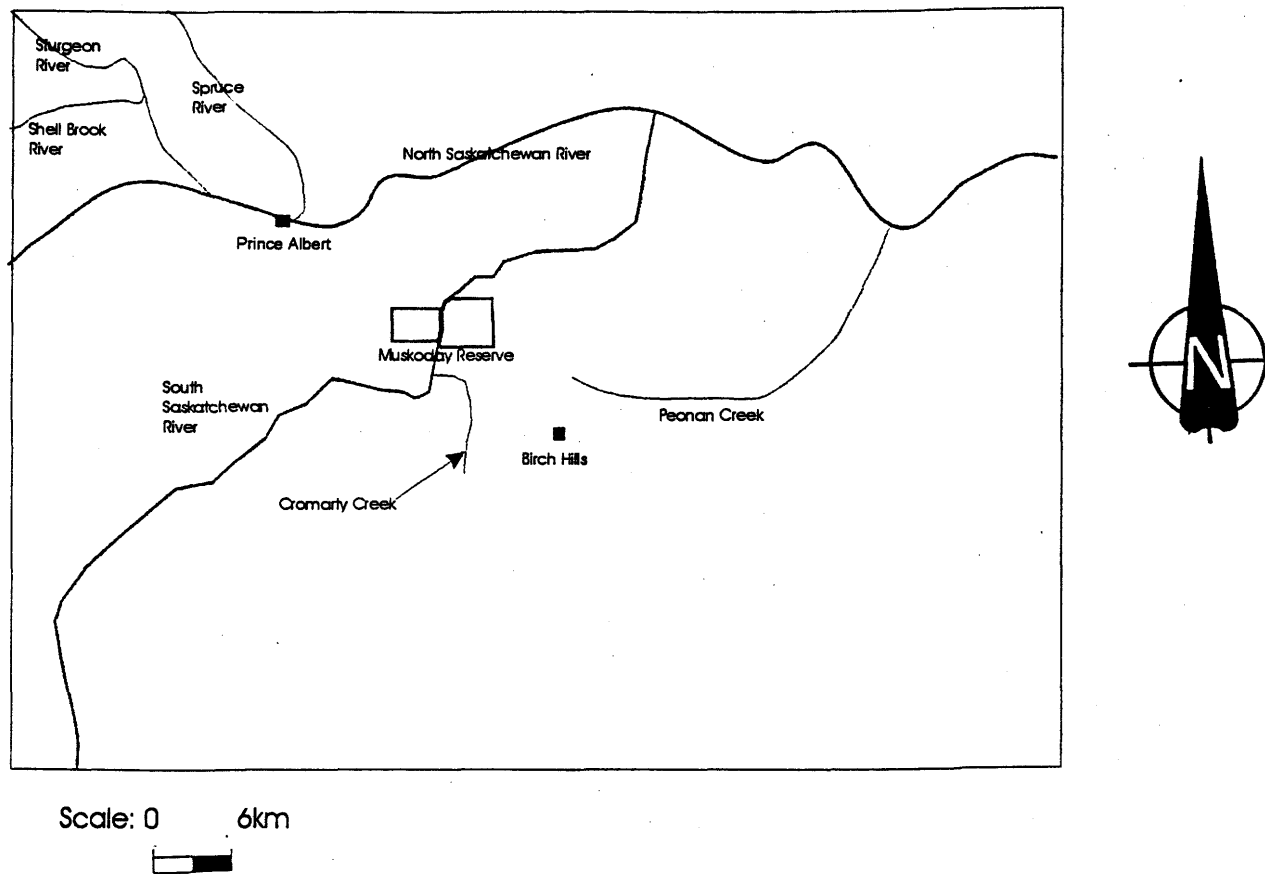 Sturgeon
River
Spruce
River
Shell Brook
River
North Saskatchewan River
Prince Albert
Muskoday Reserve
South
Saskatchewan
River
Peonan Creek
Birch Hills
Cromarty Creek
N
Scale: 0 6km